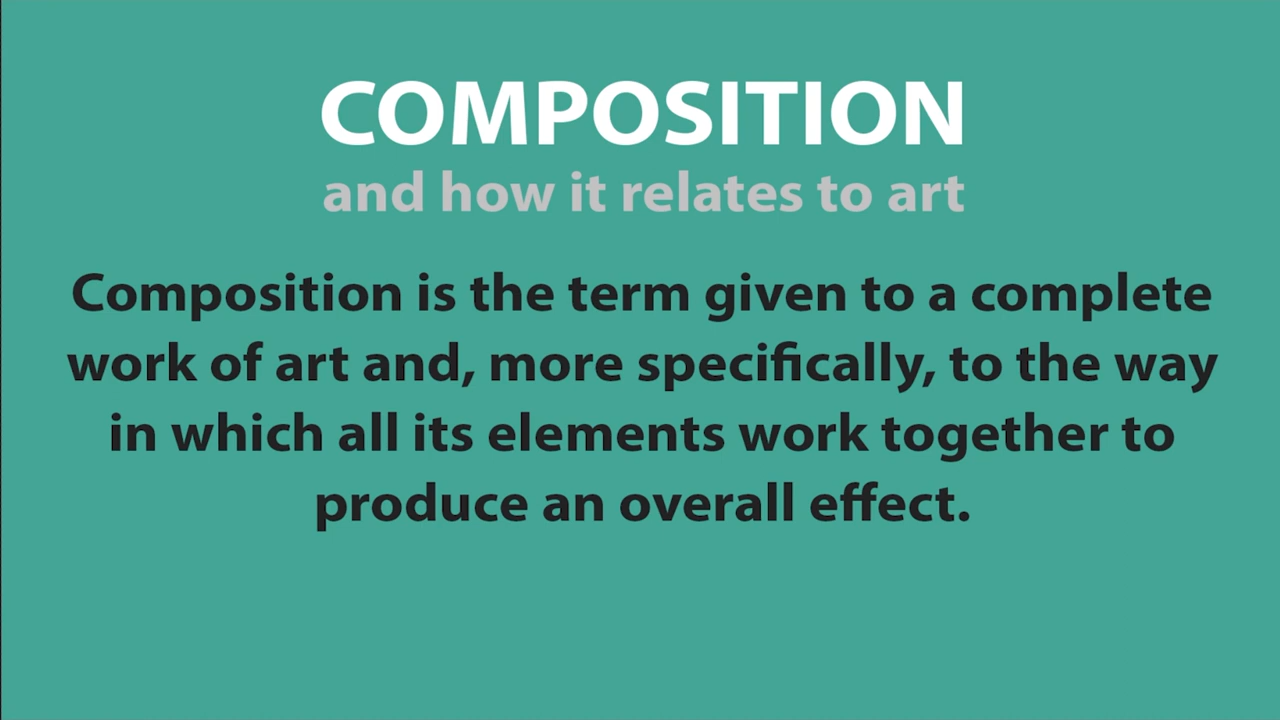 COMPOSITION
and how it relates to art
Composition is the term given to a complete
work of art and, more specifically, to the way
in which all its elements work together to
produce an overall effect.